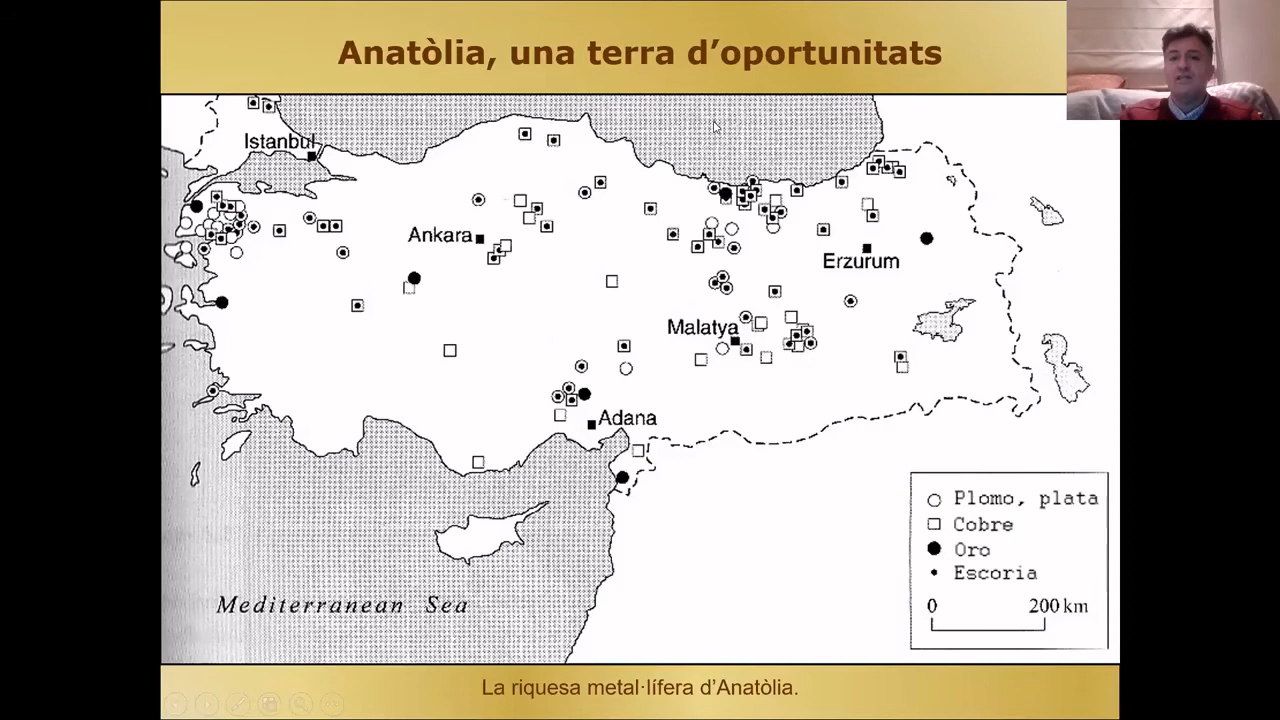 Anatòlia, una terra d’oportunitats
Istanbul
Ankara
Erzurum
Malatya
Adana
Plomo, plata
Cobre
Oro
Escoria
0 200 km
Mediterranean Sea
La riquesa metal·lífera d’Anatòlia.